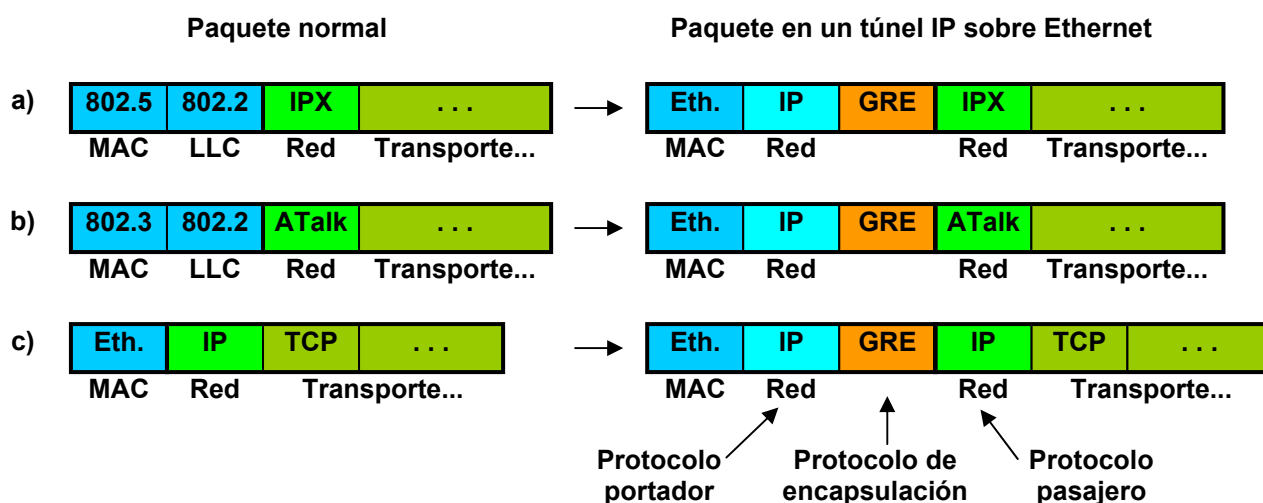 Paquete normal Paquete en un túnel IP sobre Ethernet
a) 802.5 802.2 IPX . . . Eth. IP GRE IPX . . .
MAC LLC Red Transporte... MAC Red Red Transporte...
b) 802.3 802.2 ATalk . . . Eth. IP GRE ATalk . . .
MAC LLC Red Transporte... MAC Red Red Transporte...
c) Eth. IP TCP . . . Eth. IP GRE IP TCP . . .
MAC Red Transporte... MAC Red Red Transporte...
Protocolo portador
Protocolo de encapsulación
Protocolo pasajero